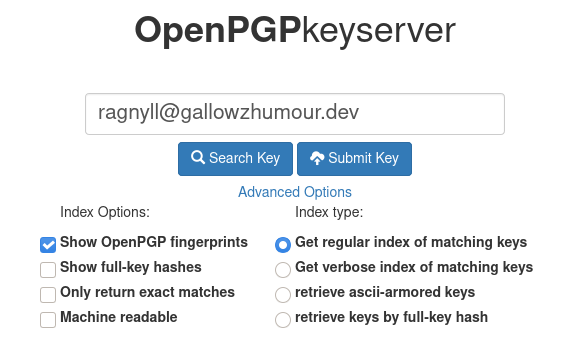 OpenPGPkeyserver
ragnyll@gallowzhumour.dev
Search Key Submit Key
Advanced Options
Index Options: Index type:
Show OpenPGP fingerprints Get regular index of matching keys
Show full-key hashes Get verbose index of matching keys
Only return exact matches retrieve ascii-armored keys
Machine readable retrieve keys by full-key hash